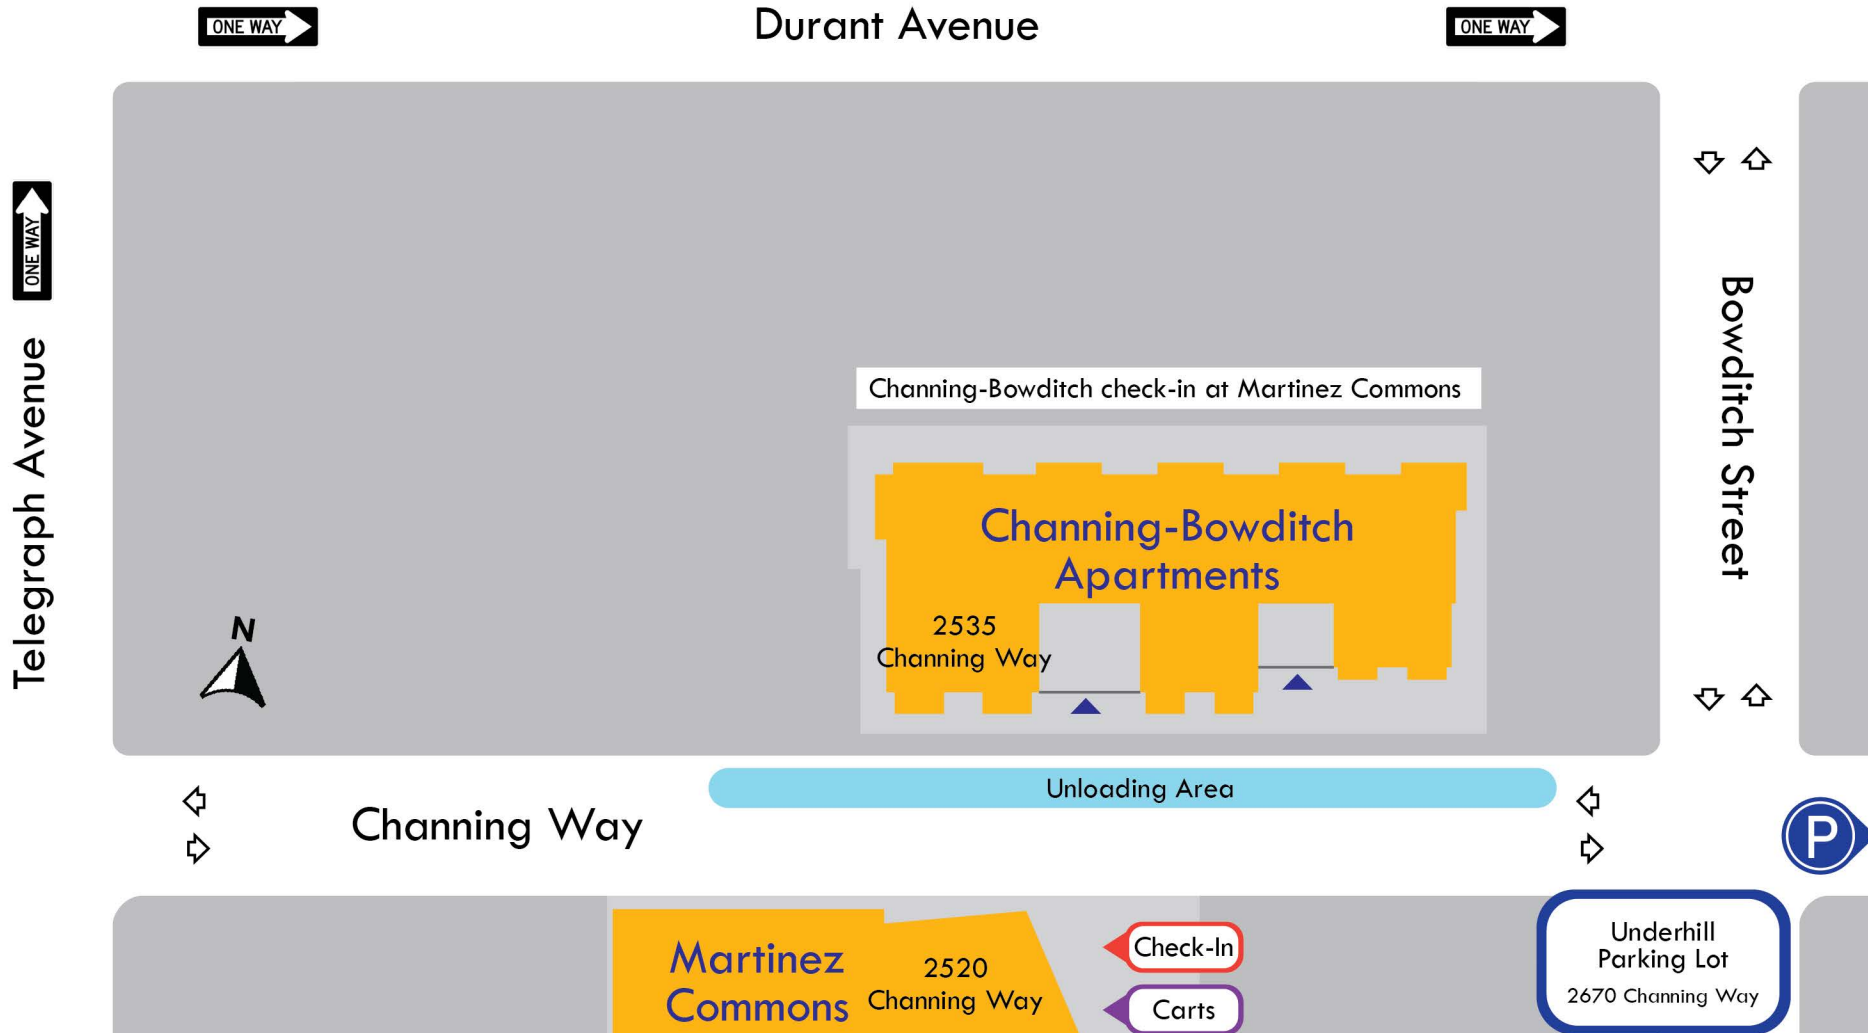 ONE WAY
Durant Avenue
ONE WAY
ONE WAY
Telegraph Avenue
Bowditch Street
Channing-Bowditch check-in at Martinez Commons
Channing-Bowditch
Apartments
2535
Channing Way
N
Unloading Area
Channing Way
P
Martinez
Commons
2520
Channing Way
Check-In
Carts
Underhill
Parking Lot
2670 Channing Way